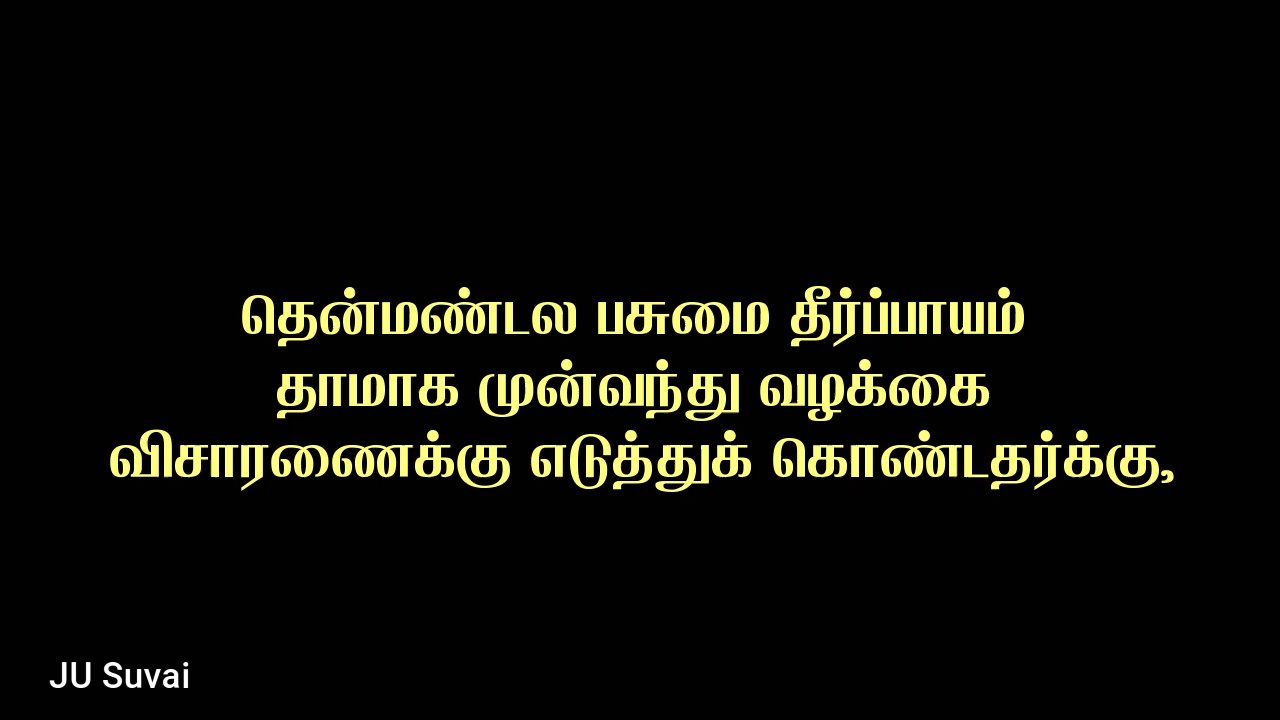 தென்மண்டல பசுமை தீர்ப்பாயம்
தாமாக முன்வந்து வழக்கை
விசாரணைக்கு எடுத்துக் கொண்டதர்க்கு,
JU Suvai